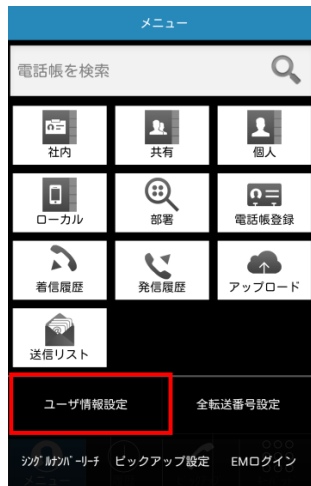 メニュー
電話帳を検索
社内 共有 個人
ローカル 部署 電話帳登録
着信履歴 発信履歴 アップロード
送信リスト
ユーザ情報設定 全転送番号設定
ｼﾝｸﾞﾙﾅﾝﾊﾞｰﾘｰﾁ ピックアップ設定 EMログイン